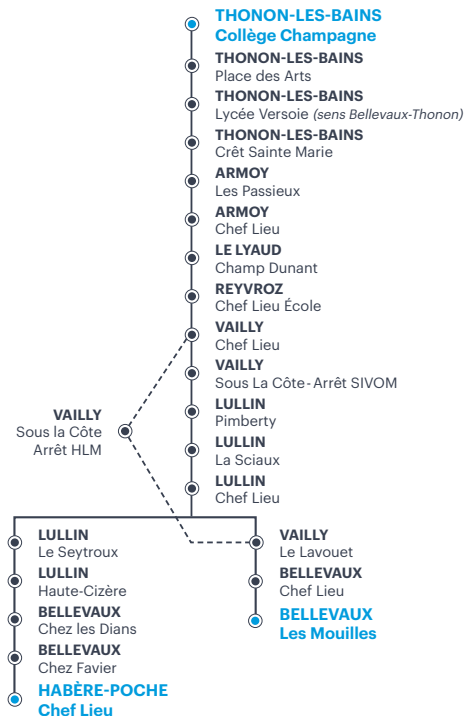 THONON-LES-BAINS
Collège Champagne
THONON-LES-BAINS
Place des Arts
THONON-LES-BAINS
Lycée Versoie (sens Bellevaux-Thonon)
THONON-LES-BAINS
Crêt Sainte Marie
ARMOY
Les Passieux
ARMOY
Chef Lieu
LE LYAUD
Champ Dunant
REYVROZ
Chef Lieu École
VAILLY
Chef Lieu
VAILLY
Sous La Côte - Arrêt SIVOM
LULLIN
Pimberty
LULLIN
La Sciaux
LULLIN
Chef Lieu
VAILLY
Sous la Côte
Arrêt HLM
LULLIN
Le Seytroux
LULLIN
Haute-Cizère
BELLEVAUX
Chez les Dians
BELLEVAUX
Chez Favier
HABÈRE-POCHE
Chef Lieu
VAILLY
Le Lavouet
BELLEVAUX
Chef Lieu
BELLEVAUX
Les Mouilles